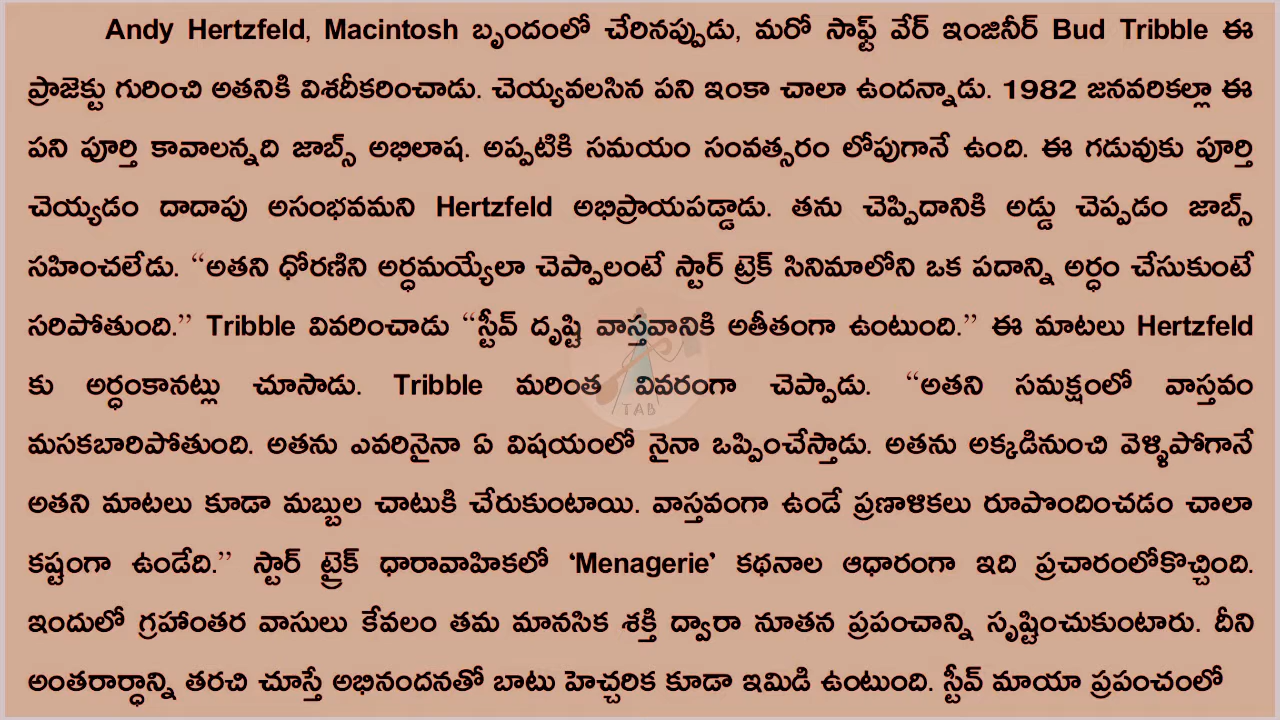 Andy Hertzfeld, Macintosh బృందంలో చేరినప్పుడు, మరో సాఫ్ట్ వేర్ ఇంజినీర్ Bud Tribble ఈ
ప్రాజెక్టు గురించి అతనికి విశదీకరించాడు. చెయ్యవలసిన పని ఇంకా చాలా ఉందన్నాడు. 1982 జనవరికల్లా ఈ
పని పూర్తి కావాలన్నది జాబ్స్ అభిలాష. అప్పటికి సమయం సంవత్సరం లోపుగానే ఉంది. ఈ గడువుకు పూర్తి
చెయ్యడం దాదాపు అసంభవమని Hertzfeld అభిప్రాయపడ్డాడు. తను చెప్పిదానికి అడ్డు చెప్పడం జాబ్స్
సహించలేడు. “అతని ధోరణిని అర్ధమయ్యేలా చెప్పాలంటే స్టార్ ట్రెక్ సినిమాలోని ఒక పదాన్ని అర్ధం చేసుకుంటే
సరిపోతుంది.” Tribble వివరించాడు “స్టీవ్ దృష్టి వాస్తవానికి అతీతంగా ఉంటుంది.” ఈ మాటలు Hertzfeld
కు అర్ధంకానట్లు చూసాడు. Tribble మరింత వివరంగా చెప్పాడు. “అతని సమక్షంలో వాస్తవం
మసకబారిపోతుంది. అతను ఎవరినైనా ఏ విషయంలో నైనా ఒప్పించేస్తాడు. అతను అక్కడినుంచి వెళ్ళిపోగానే
అతని మాటలు కూడా మబ్బుల చాటుకి చేరుకుంటాయి. వాస్తవంగా ఉండే ప్రణాళికలు రూపొందించడం చాలా
కష్టంగా ఉండేది.” స్టార్ ట్రైక్ ధారావాహికలో ‘Menagerie’ కథనాల ఆధారంగా ఇది ప్రచారంలోకొచ్చింది.
ఇందులో గ్రహాంతర వాసులు కేవలం తమ మానసిక శక్తి ద్వారా నూతన ప్రపంచాన్ని సృష్టించుకుంటారు. దీని
అంతరార్ధాన్ని తరచి చూస్తే అభినందనతో బాటు హెచ్చరిక కూడా ఇమిడి ఉంటుంది. స్టీవ్ మాయా ప్రపంచంలో
TAB